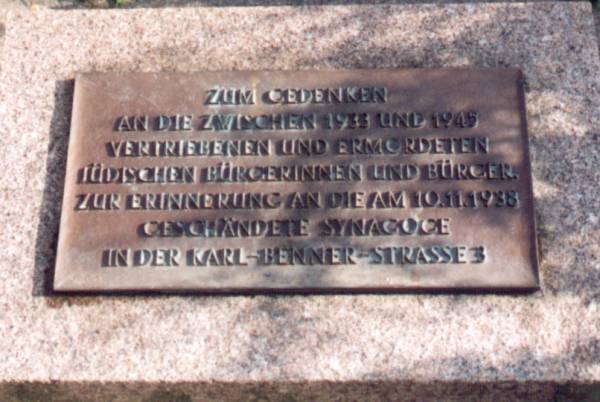 ZUM GEDENKEN
AN DIE ZWISCHEN 1933 UND 1945
VERTRIEBENEN UND ERMORDETEN
JÜDISCHEN BÜRGERINNEN UND BÜRGER.
ZUR ERINNERUNG AN DIE AM 10.11.1938
GESCHÄNDETE SYNAGOGE
IN DER KARL-BENNER-STRASSE 3